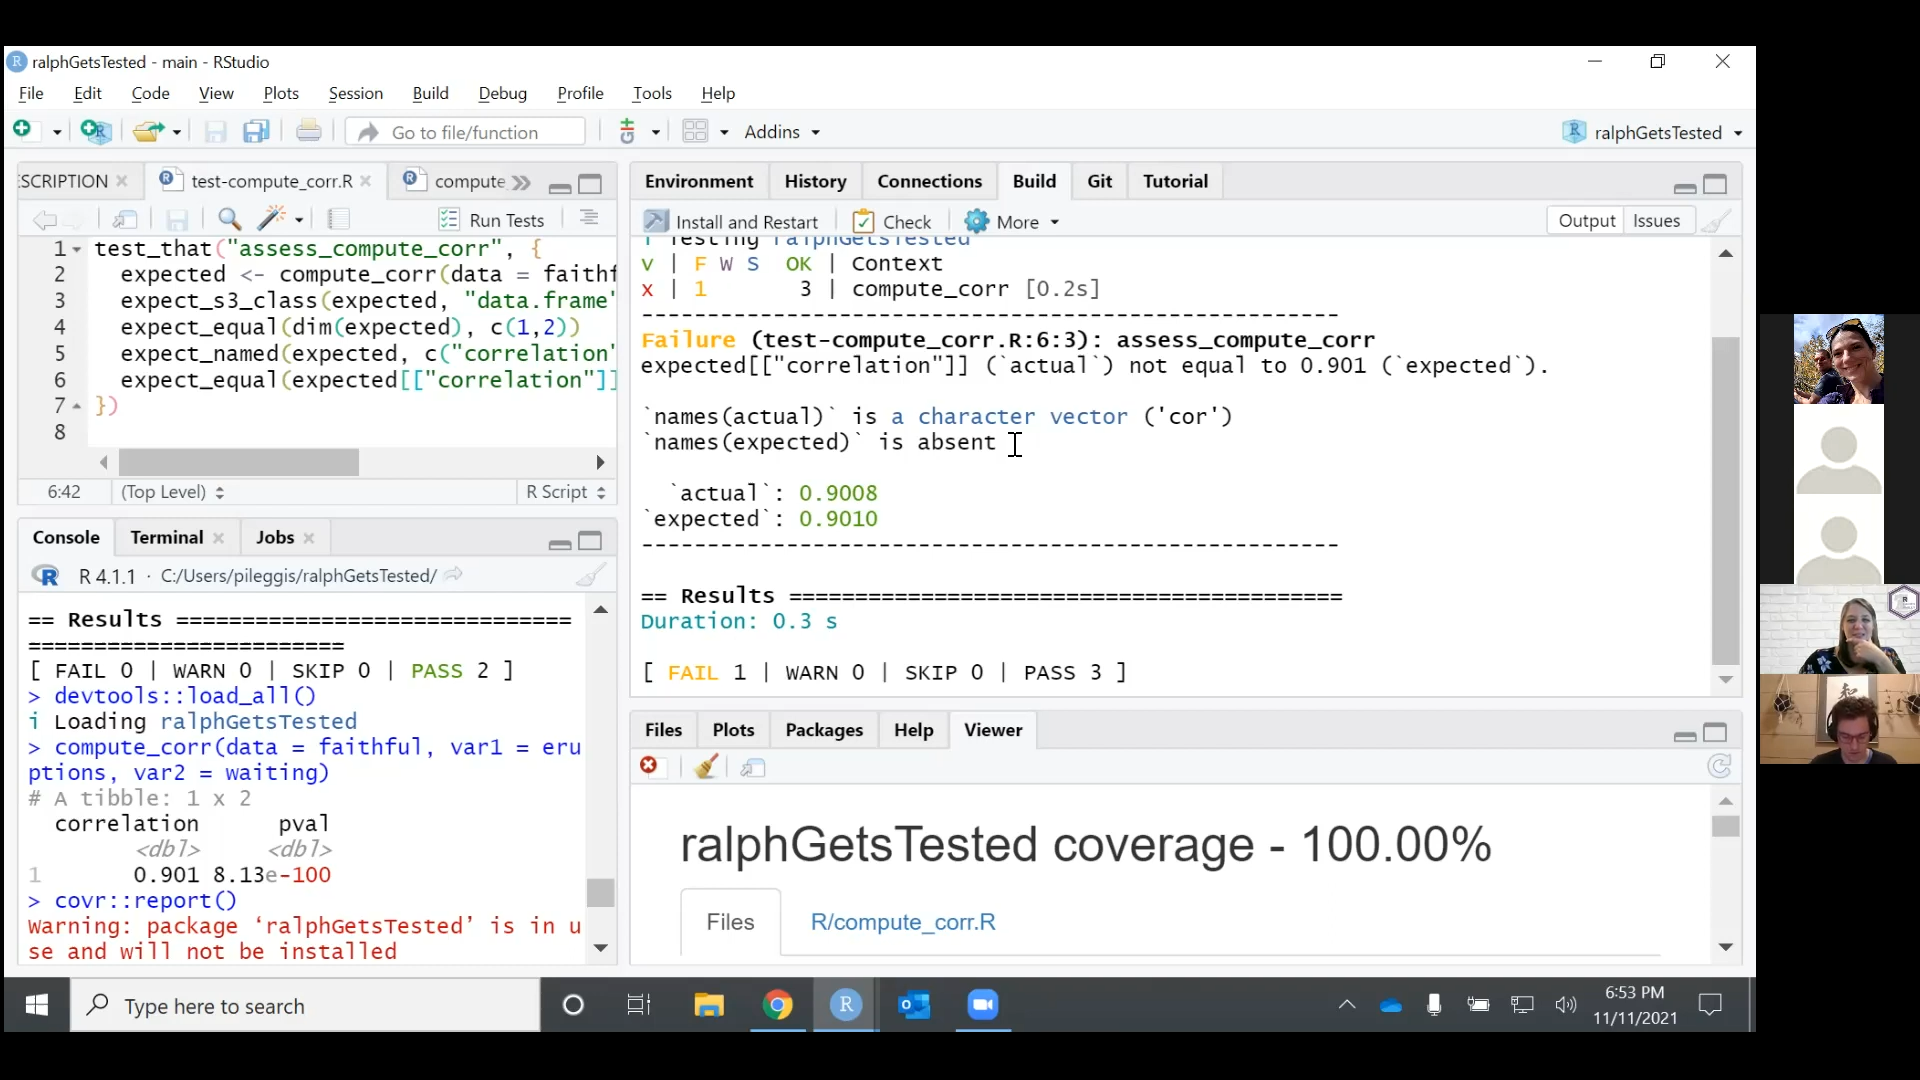 ralphGetsTested - main - RStudio
File Edit Code View Plots Session Build Debug Profile Tools Help
Go to file/function Addins ralphGetsTested
ESCRIPTION test-compute_corr.R compute
Run Tests
1 test_that("assess_compute_corr", {
2 expected <- compute_corr(data = faithf
3 expect_s3_class(expected, "data.frame"
4 expect_equal(dim(expected), c(1,2))
5 expect_named(expected, c("correlation"
6 expect_equal(expected[["correlation"]]
7 })
8
6:42 (Top Level) R Script
Console Terminal Jobs
R 4.1.1 · C:/Users/pileggis/ralphGetsTested/
== Results ==============================
========================
[ FAIL 0 | WARN 0 | SKIP 0 | PASS 2 ]
> devtools::load_all()
i Loading ralphGetsTested
> compute_corr(data = faithful, var1 = eru
ptions, var2 = waiting)
# A tibble: 1 x 2
correlation pval
<dbl> <dbl>
1 0.901 8.13e-100
> covr::report()
Warning: package ‘ralphGetsTested’ is in u
se and will not be installed
Environment History Connections Build Git Tutorial
Install and Restart Check More Output Issues
i Testing ralphGetsTested
v | F W S OK | Context
x | 1 3 | compute_corr [0.2s]
-----------------------------------------------------
Failure (test-compute_corr.R:6:3): assess_compute_corr
expected[["correlation"]] (`actual`) not equal to 0.901 (`expected`).
`names(actual)` is a character vector ('cor')
`names(expected)` is absent
`actual`: 0.9008
`expected`: 0.9010
-----------------------------------------------------
== Results ==========================================
Duration: 0.3 s
[ FAIL 1 | WARN 0 | SKIP 0 | PASS 3 ]
Files Plots Packages Help Viewer
ralphGetsTested coverage - 100.00%
Files R/compute_corr.R
Type here to search
6:53 PM
11/11/2021
和